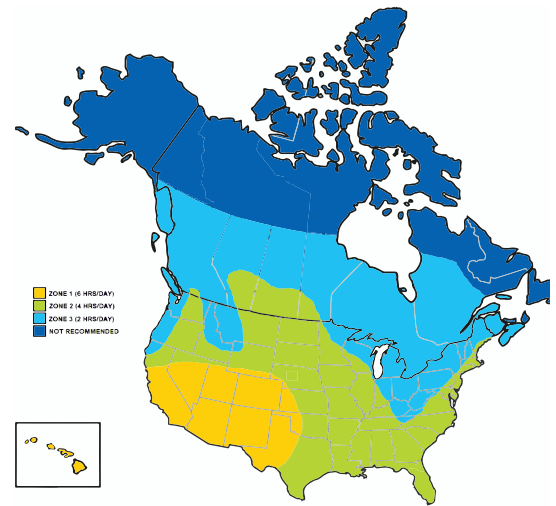 ZONE 1 (6 HRS/DAY)
ZONE 2 (4 HRS/DAY)
ZONE 3 (2 HRS/DAY)
NOT RECOMMENDED